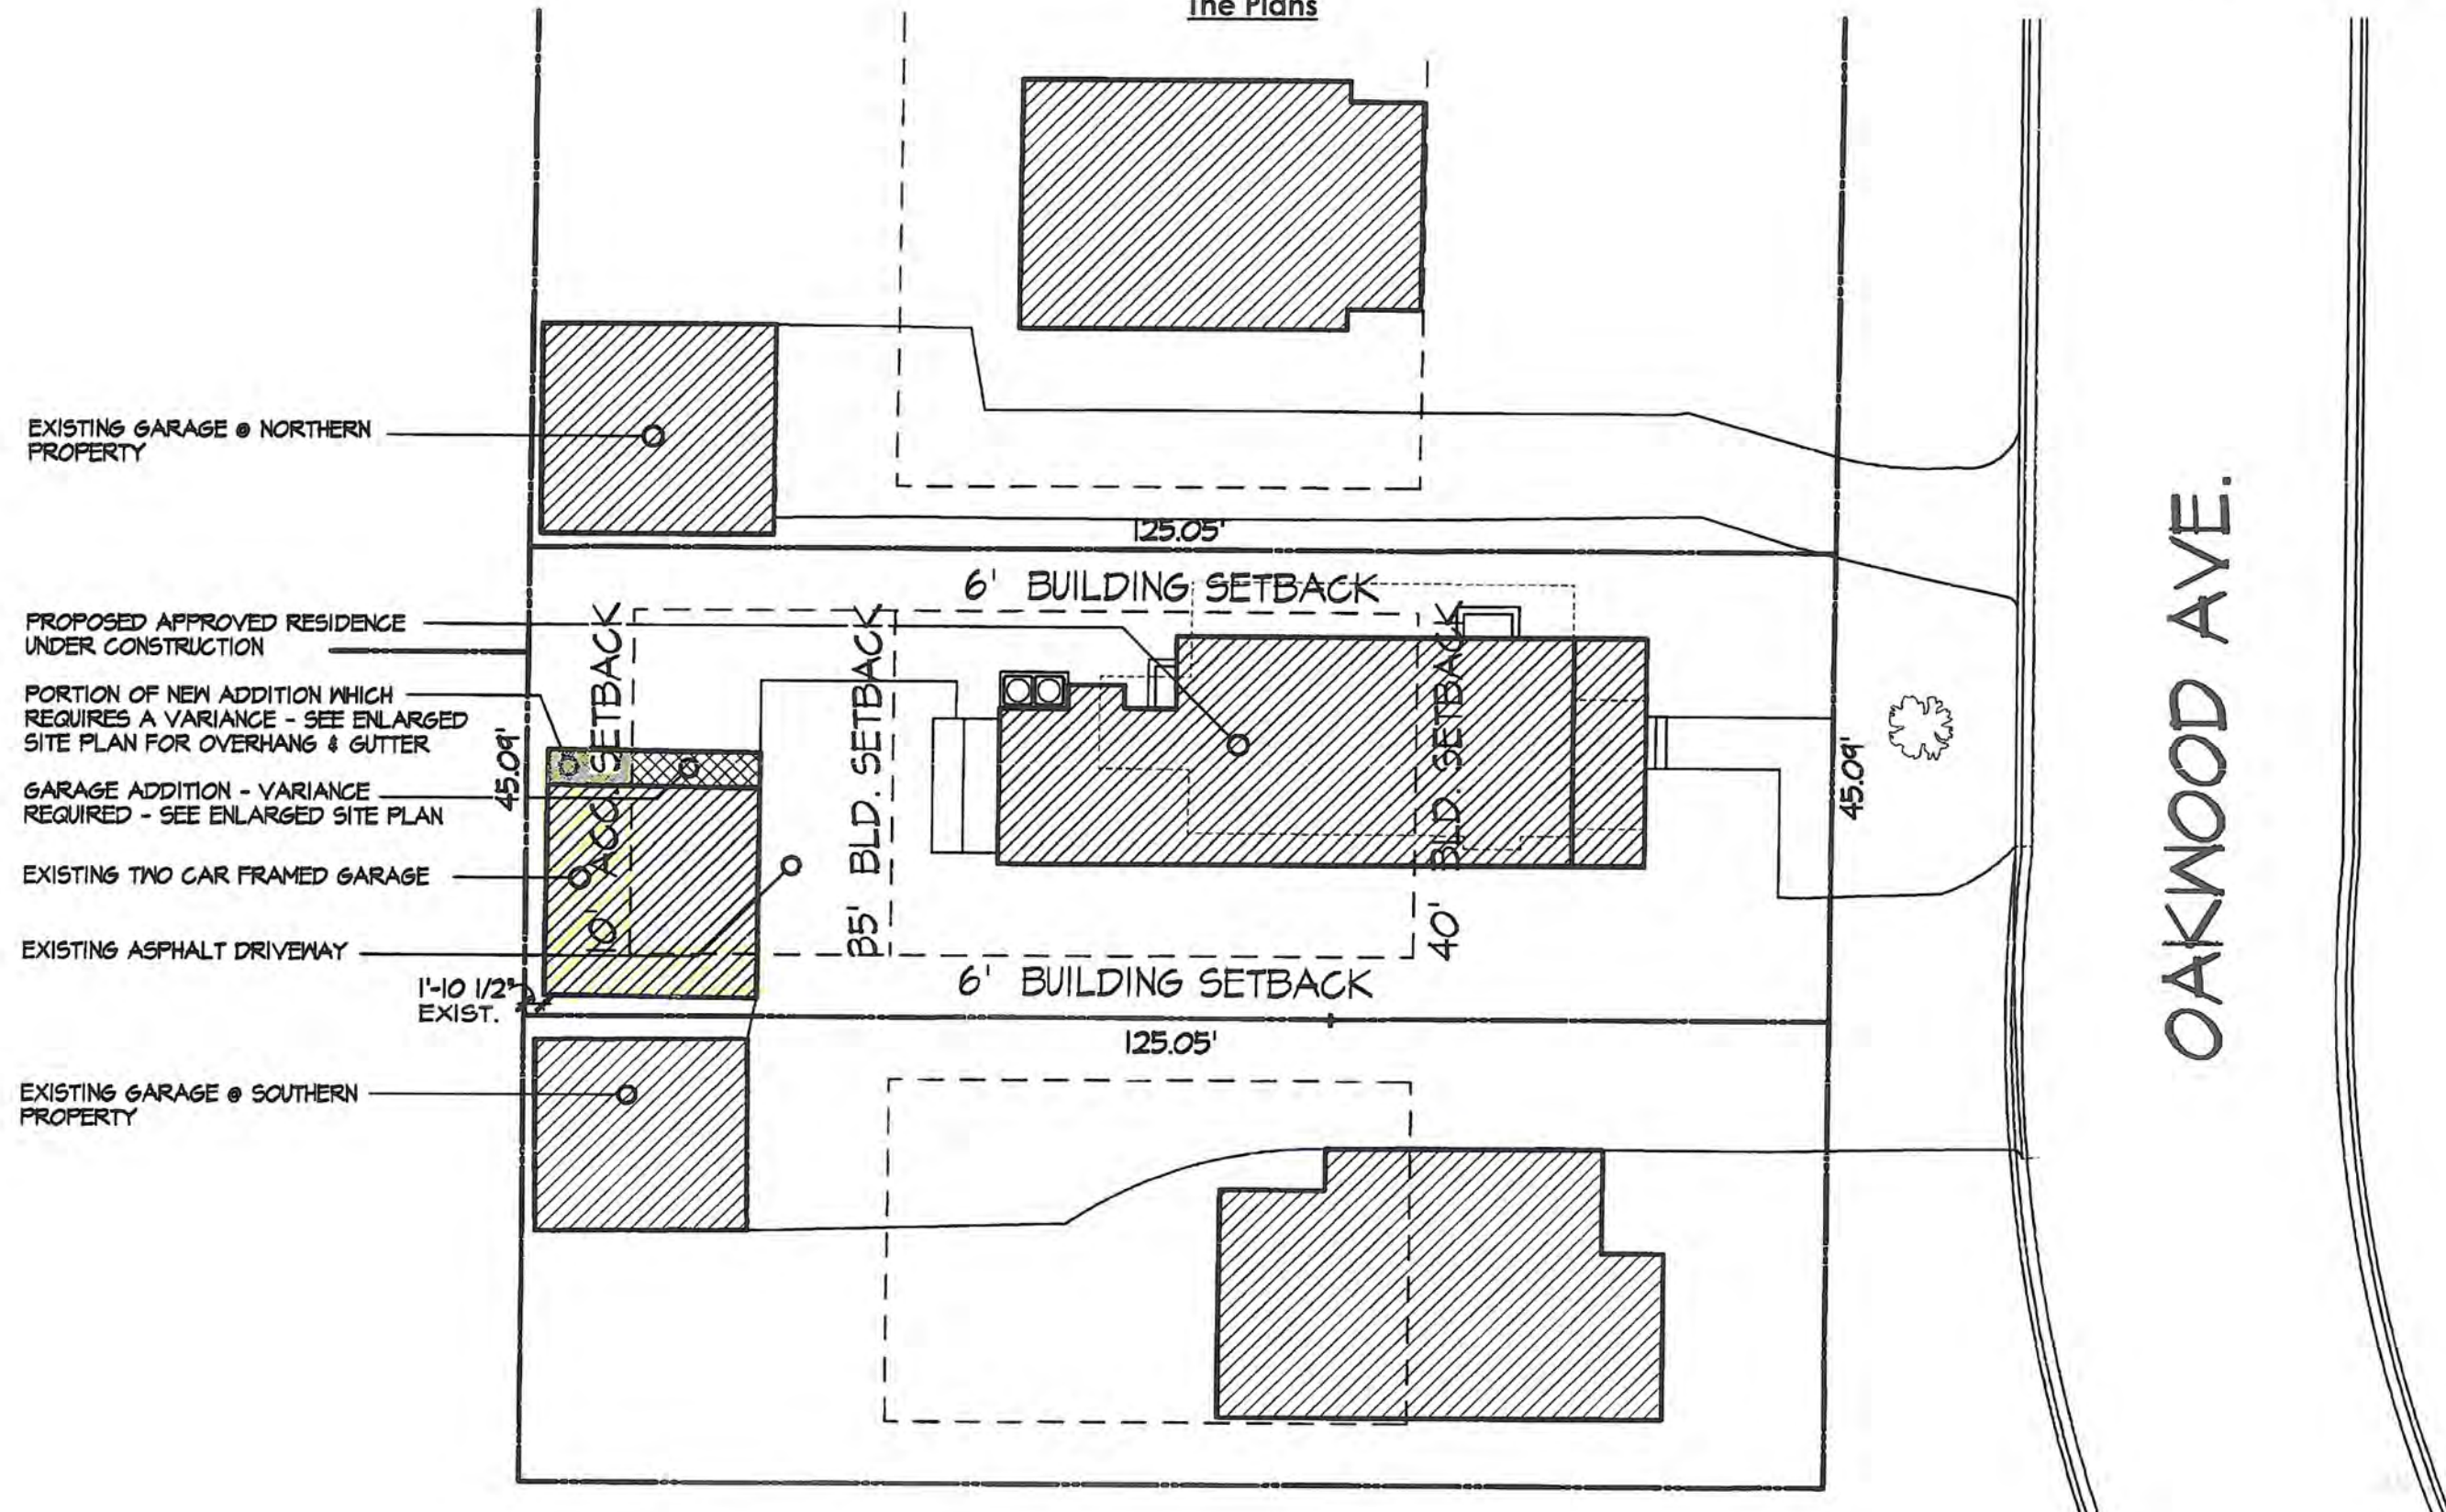 The Plans
EXISTING GARAGE @ NORTHERN
PROPERTY
125.05'
6' BUILDING SETBACK
PROPOSED APPROVED RESIDENCE
UNDER CONSTRUCTION
PORTION OF NEW ADDITION WHICH
REQUIRES A VARIANCE - SEE ENLARGED
SITE PLAN FOR OVERHANG & GUTTER
45.09'
GARAGE ADDITION - VARIANCE
REQUIRED - SEE ENLARGED SITE PLAN
EXISTING TWO CAR FRAMED GARAGE
EXISTING ASPHALT DRIVEWAY
1'-10 1/2"
EXIST.
10' ACC. SETBACK
35' BLD. SETBACK
40' BLD. SETBACK
45.09'
6' BUILDING SETBACK
125.05'
EXISTING GARAGE @ SOUTHERN
PROPERTY
OAKWOOD AVE.